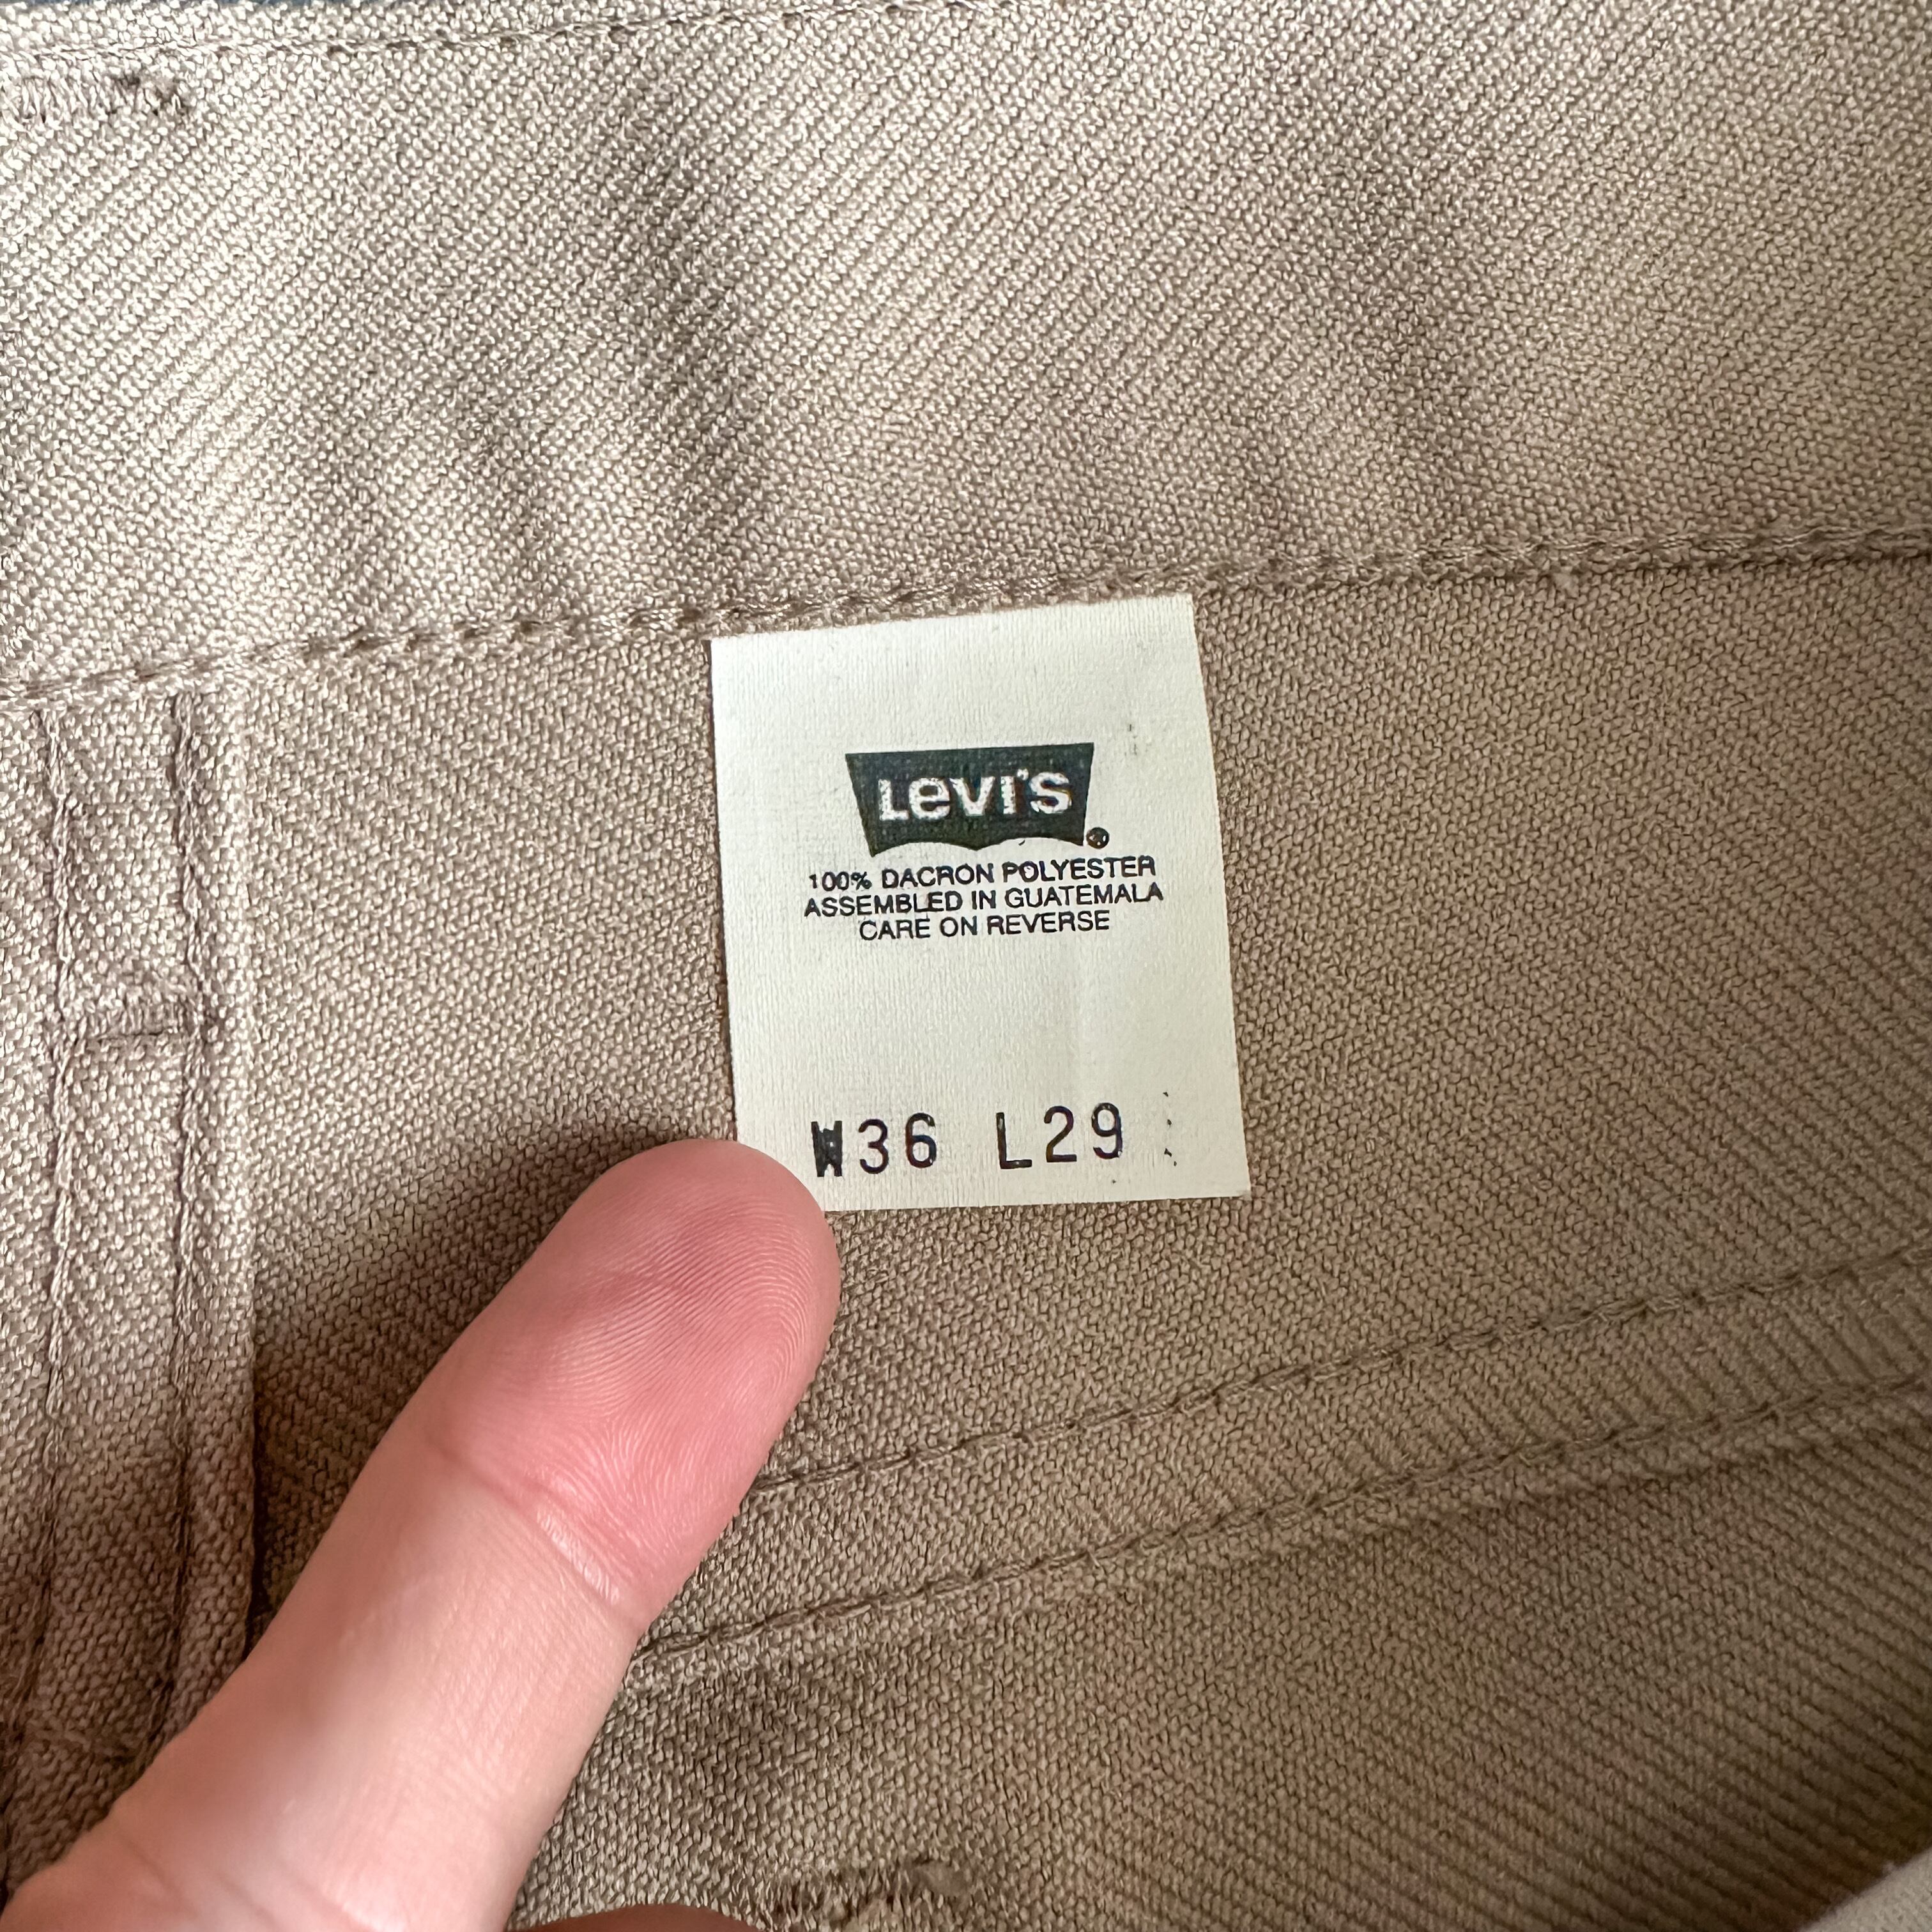 Levi's
®
100% DACRON POLYESTER
ASSEMBLED IN GUATEMALA
CARE ON REVERSE
W36 L29